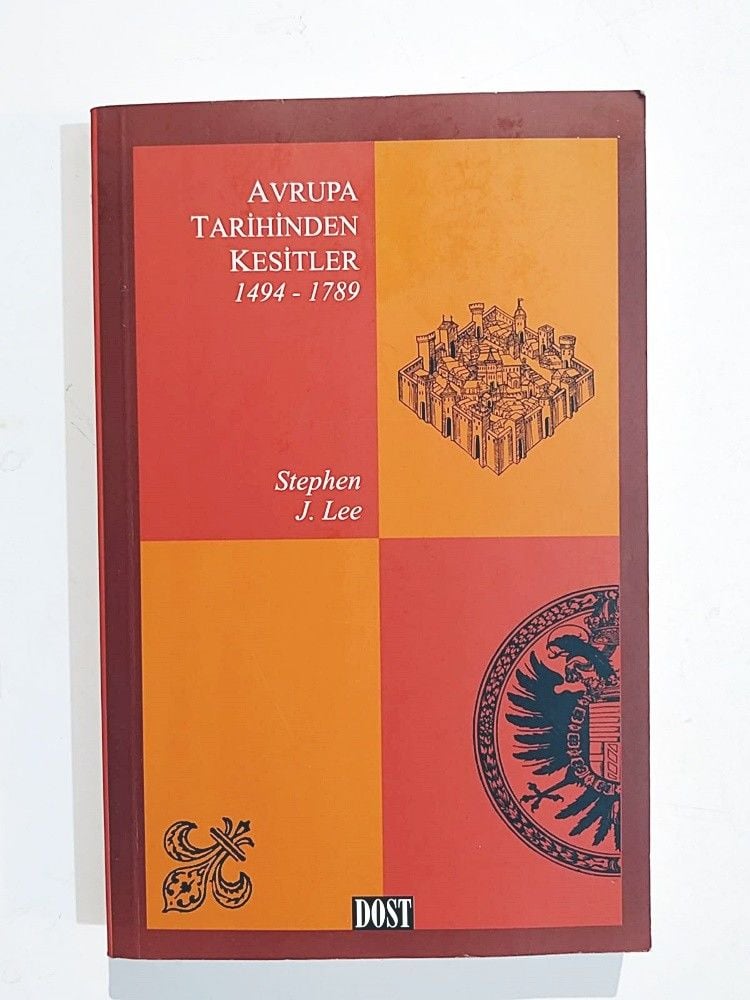 AVRUPA
TARİHİNDEN
KESİTLER
1494 - 1789
Stephen
J. Lee
DOST